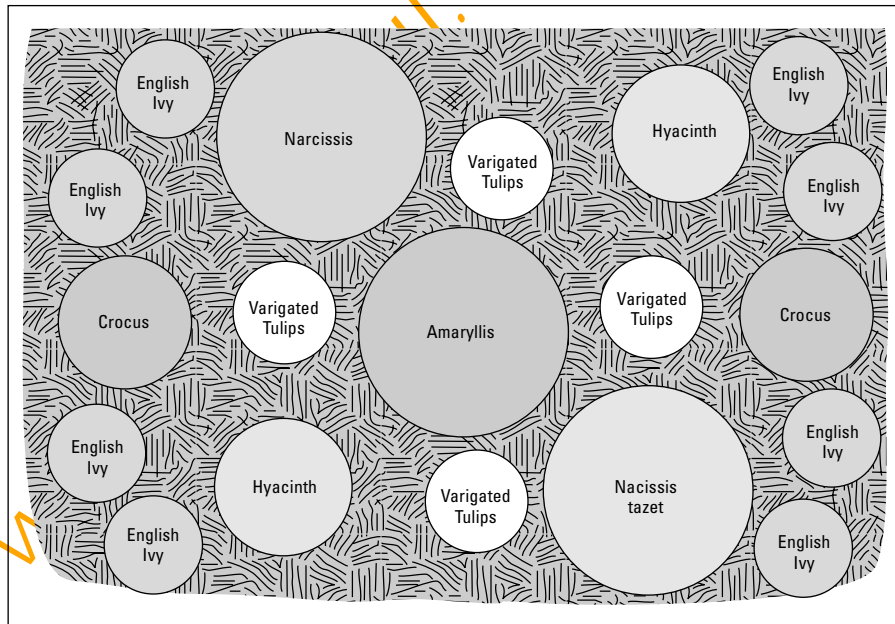 English
Ivy
Narcissis
Varigated
Tulips
Hyacinth
English
Ivy
English
Ivy
English
Ivy
Crocus
Varigated
Tulips
Amaryllis
Varigated
Tulips
Crocus
English
Ivy
Hyacinth
Varigated
Tulips
Nacissis
tazet
English
Ivy
English
Ivy
English
Ivy